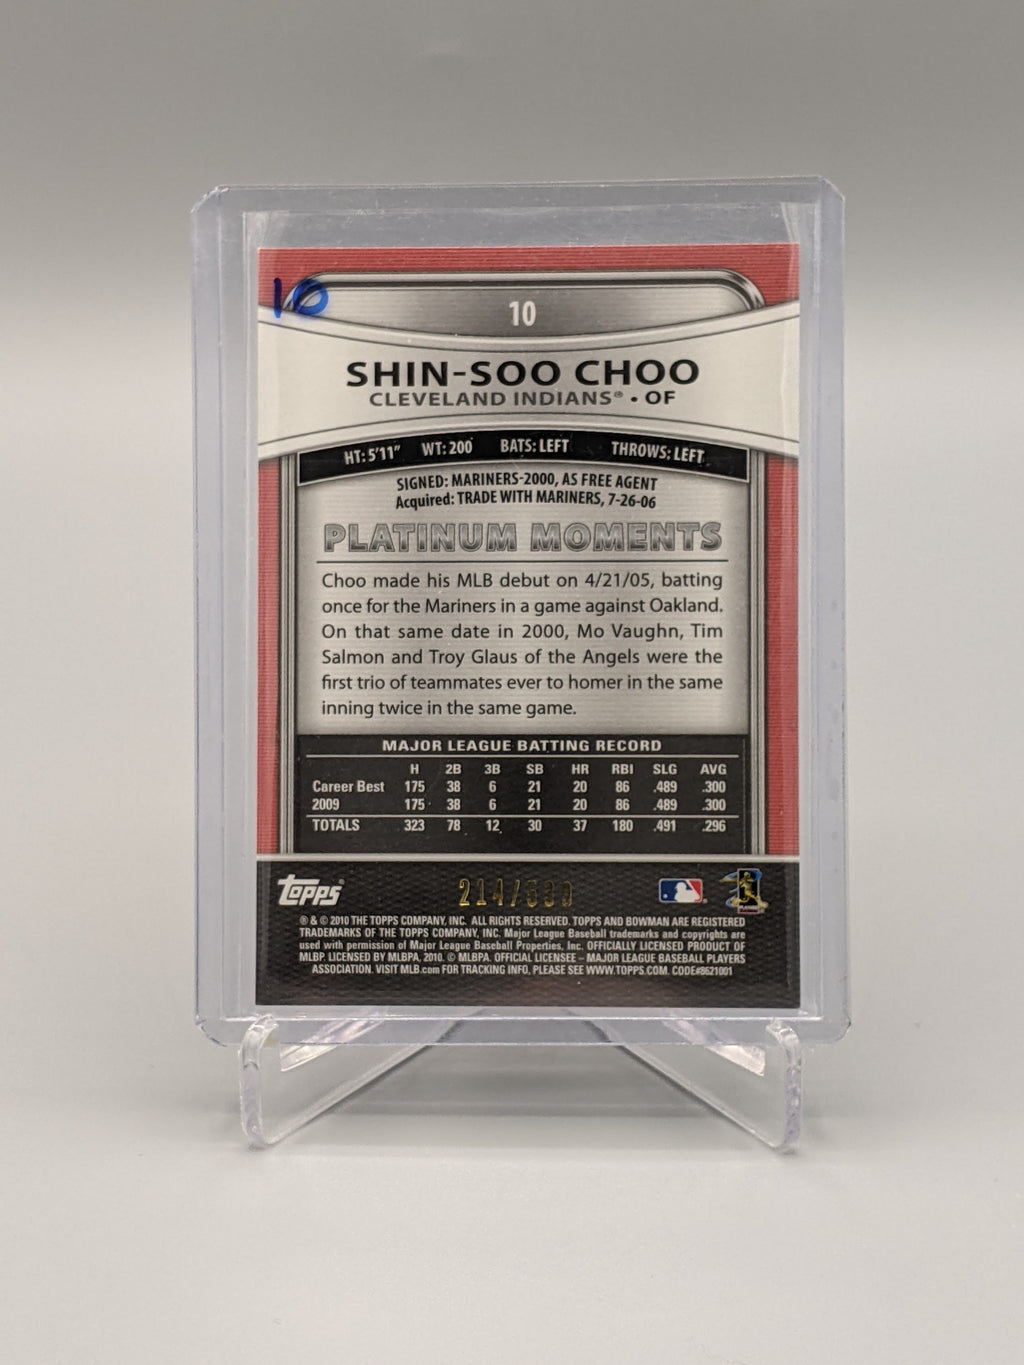 10
10
SHIN-SOO CHOO
CLEVELAND INDIANS® • OF
HT: 5'11" WT: 200 BATS: LEFT THROWS: LEFT
SIGNED: MARINERS-2000, AS FREE AGENT
Acquired: TRADE WITH MARINERS, 7-26-06
PLATINUM MOMENTS
Choo made his MLB debut on 4/21/05, batting
once for the Mariners in a game against Oakland.
On that same date in 2000, Mo Vaughn, Tim
Salmon and Troy Glaus of the Angels were the
first trio of teammates ever to homer in the same
inning twice in the same game.
MAJOR LEAGUE BATTING RECORD
H 2B 3B SB HR RBI SLG AVG
Career Best 175 38 6 21 20 86 .489 .300
2009 175 38 6 21 20 86 .489 .300
TOTALS 323 78 12 30 37 180 .491 .296
Topps®
® & © 2010 THE TOPPS COMPANY, INC. ALL RIGHTS RESERVED. TOPPS AND BOWMAN ARE REGISTERED
TRADEMARKS OF THE TOPPS COMPANY, INC. Major League Baseball trademarks and copyrights are
used with permission of Major League Baseball Properties, Inc. OFFICIALLY LICENSED PRODUCT OF
MLBP. LICENSED BY MLBPA, 2010. © MLBPA. OFFICIAL LICENSEE – MAJOR LEAGUE BASEBALL PLAYERS
ASSOCIATION. VISIT MLB.com FOR TRACKING INFO, PLEASE SEE WWW.TOPPS.COM. CODE#8621001